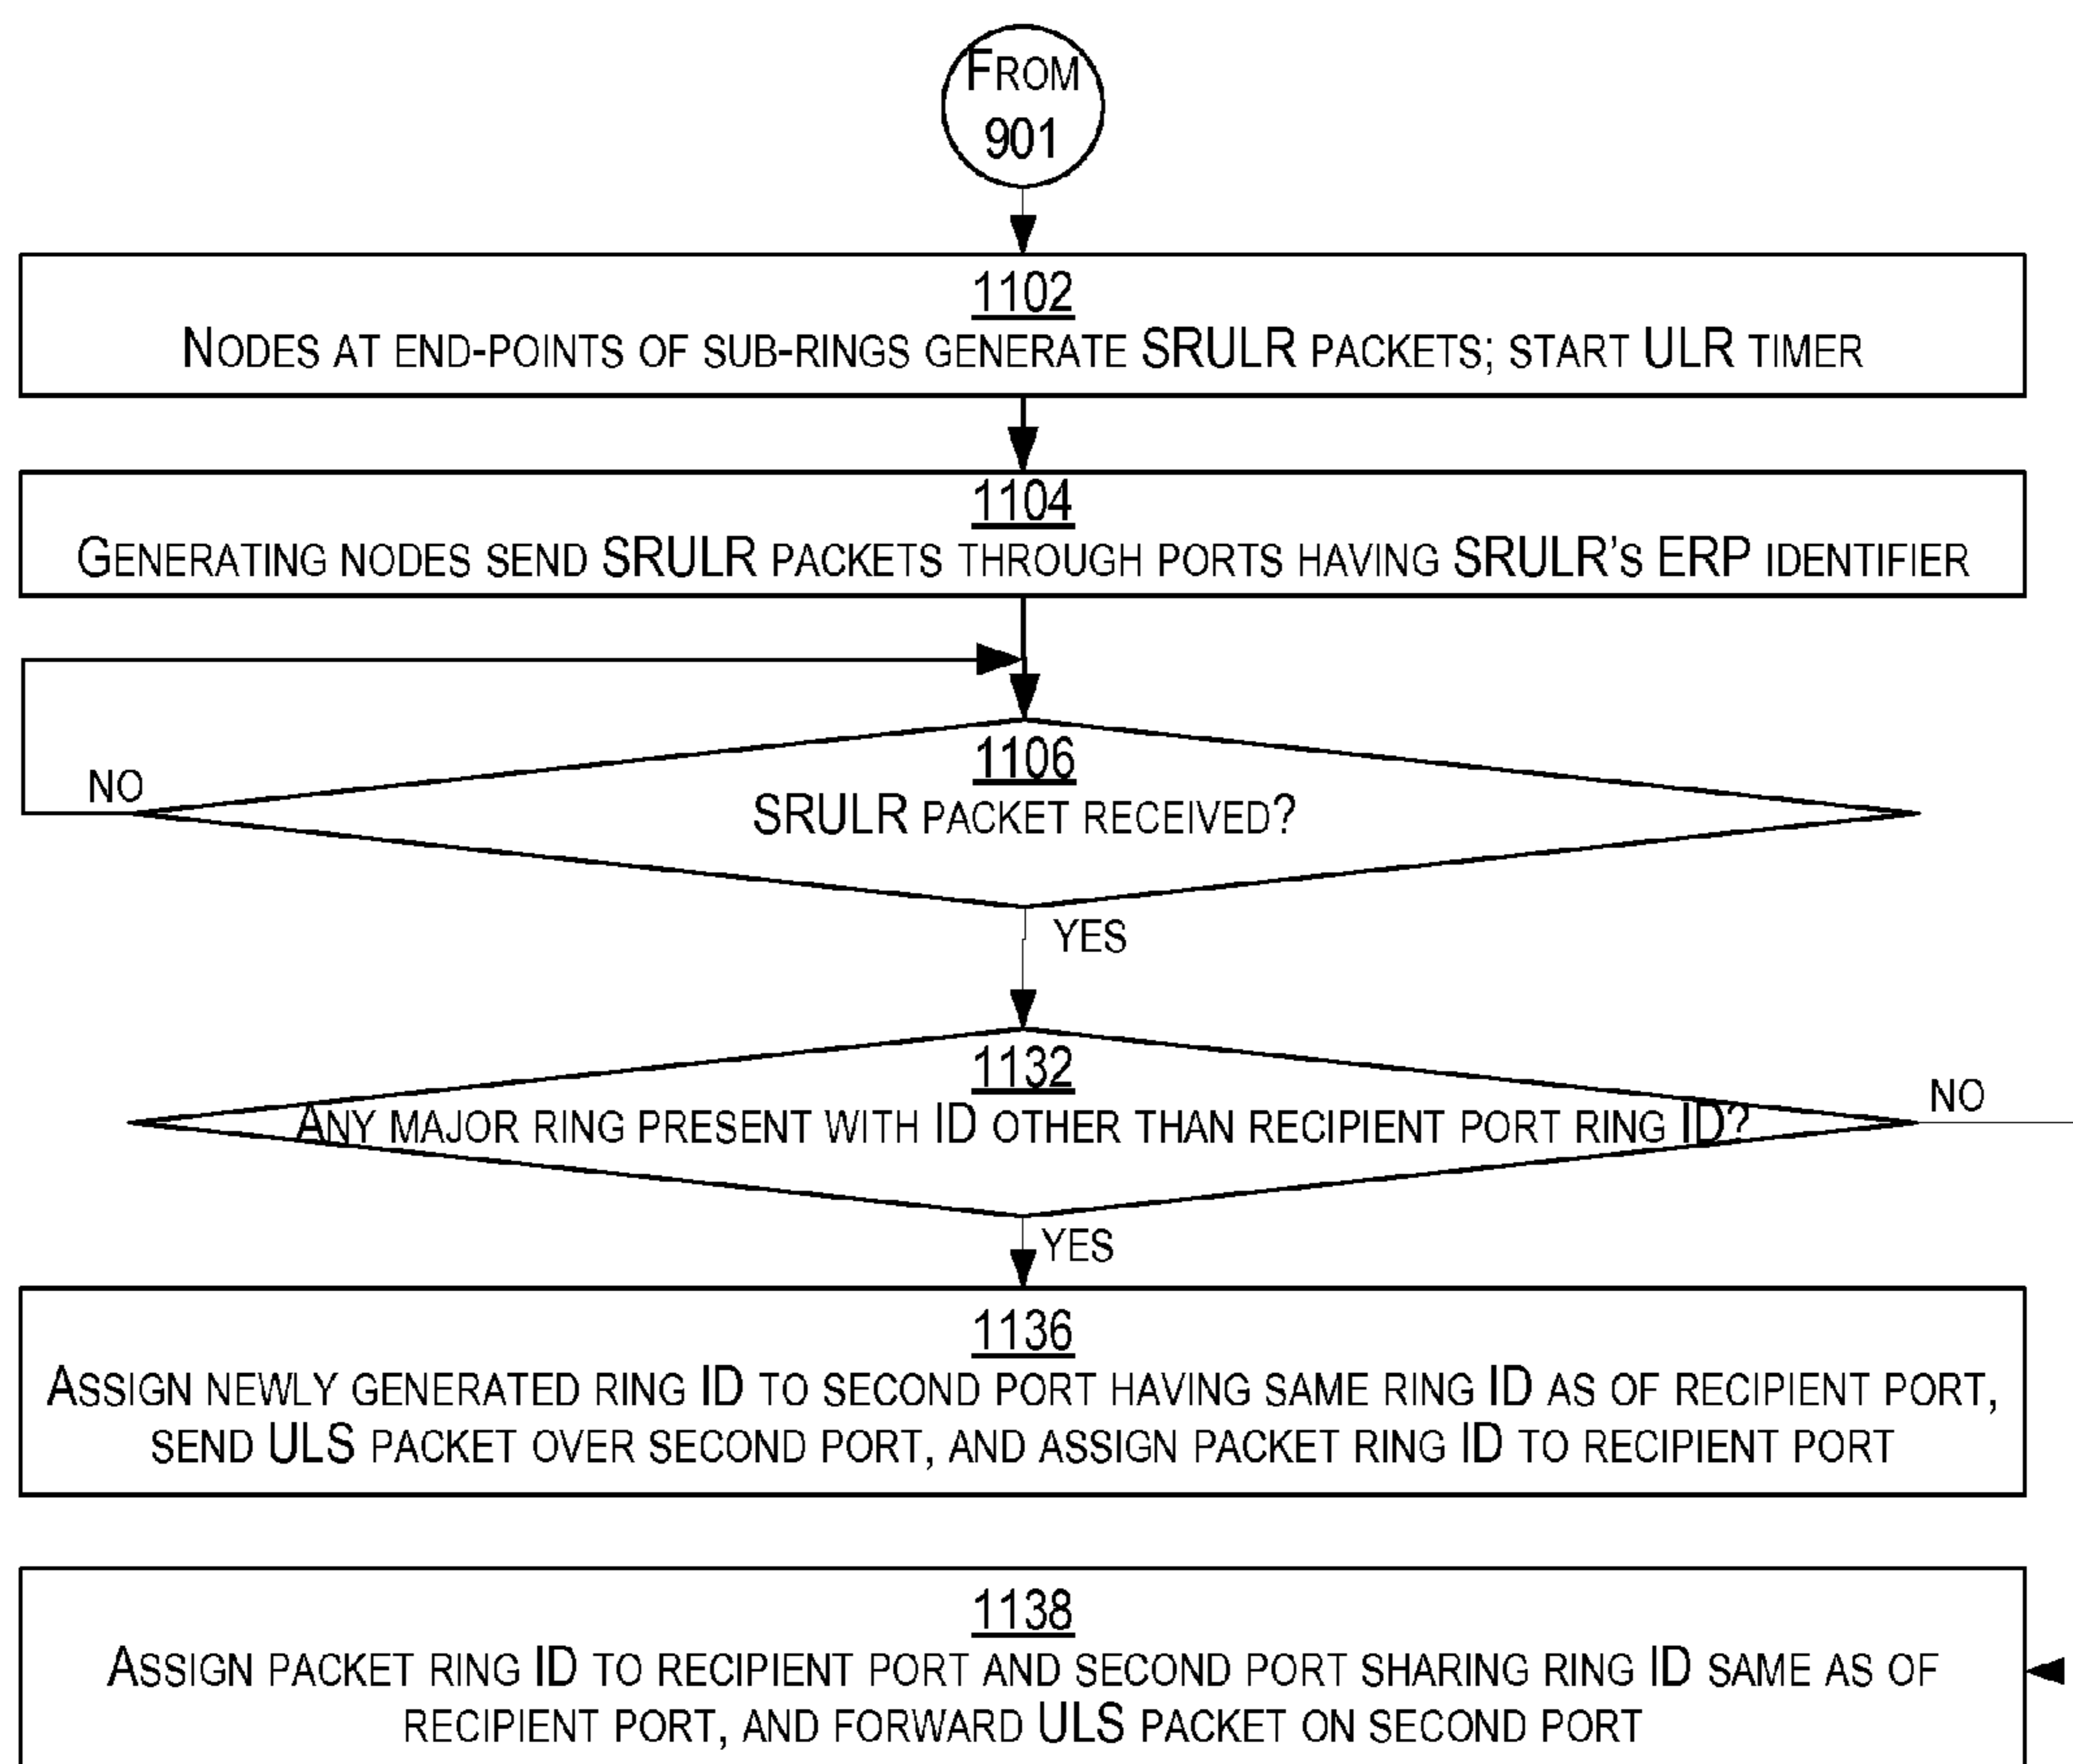 FROM
901
1102
NODES AT END-POINTS OF SUB-RINGS GENERATE SRULR PACKETS; START ULR TIMER
1104
GENERATING NODES SEND SRULR PACKETS THROUGH PORTS HAVING SRULR'S ERP IDENTIFIER
1106
SRULR PACKET RECEIVED?
NO
YES
1132
ANY MAJOR RING PRESENT WITH ID OTHER THAN RECIPIENT PORT RING ID?
NO
YES
1136
ASSIGN NEWLY GENERATED RING ID TO SECOND PORT HAVING SAME RING ID AS OF RECIPIENT PORT,
SEND ULS PACKET OVER SECOND PORT, AND ASSIGN PACKET RING ID TO RECIPIENT PORT
1138
ASSIGN PACKET RING ID TO RECIPIENT PORT AND SECOND PORT SHARING RING ID SAME AS OF
RECIPIENT PORT, AND FORWARD ULS PACKET ON SECOND PORT